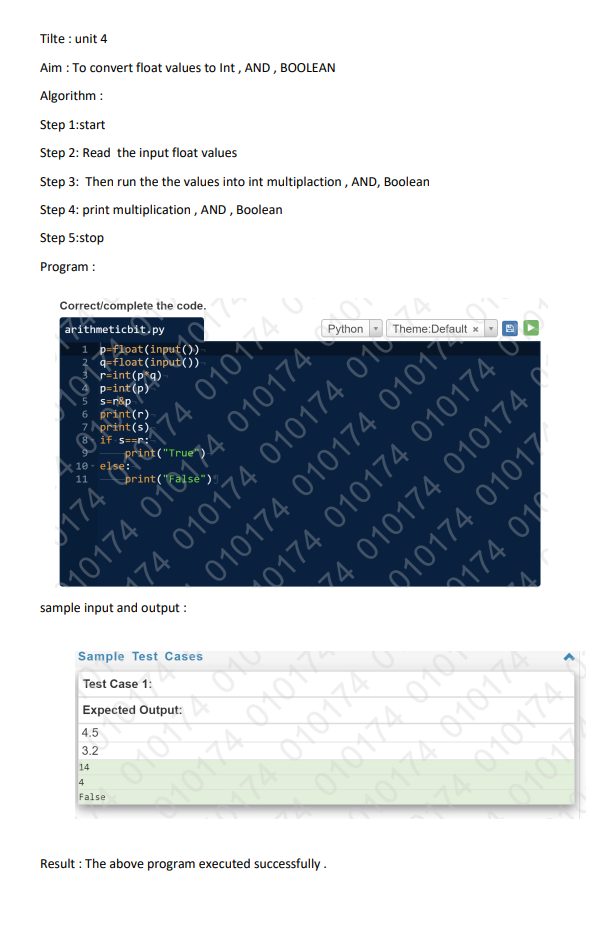 Tilte : unit 4
Aim : To convert float values to Int , AND , BOOLEAN
Algorithm :
Step 1:start
Step 2: Read  the input float values
Step 3:  Then run the the values into int multiplaction , AND, Boolean
Step 4: print multiplication , AND , Boolean
Step 5:stop
Program :
Correct/complete the code.
arithmeticbit.py
Python Theme:Default ×
1 p=float(input())
2 q=float(input())
3 r=int(p*q)
4 p=int(p)
5 s=r&p
6 print(r)
7 print(s)
8 if s==r:
9 print("True")
10 else:
11 print("False")
sample input and output :
Sample Test Cases
Test Case 1:
Expected Output:
4.5
3.2
14
4
False
Result : The above program executed successfully .